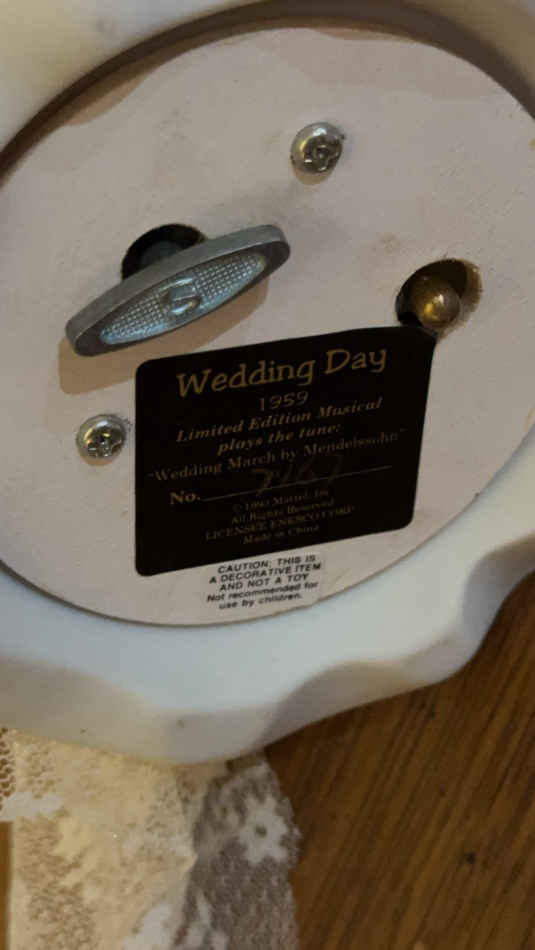 Wedding Day
1959
Limited Edition Musical
plays the tune:
"Wedding March by Mendelssohn"
No.
Mattel, Inc
All Rights Reserved
LICENSEE ENESCO CORP
Made in China
CAUTION: THIS IS
A DECORATIVE ITEM
AND NOT A TOY
Not recommended for
use by children.
S